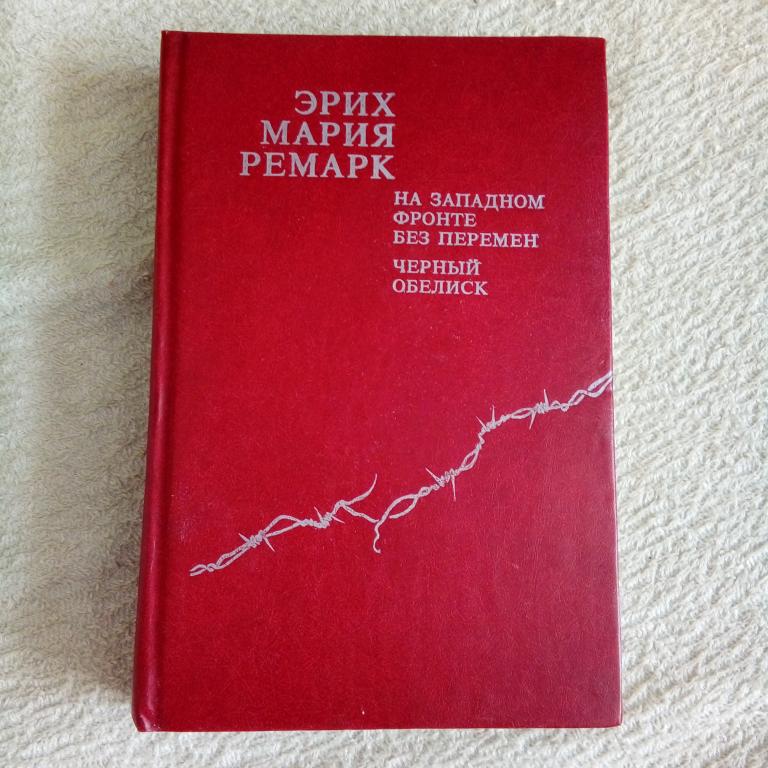 ЭРИХ
МАРИЯ
РЕМАРК
НА ЗАПАДНОМ
ФРОНТЕ
БЕЗ ПЕРЕМЕН
ЧЕРНЫЙ
ОБЕЛИСК